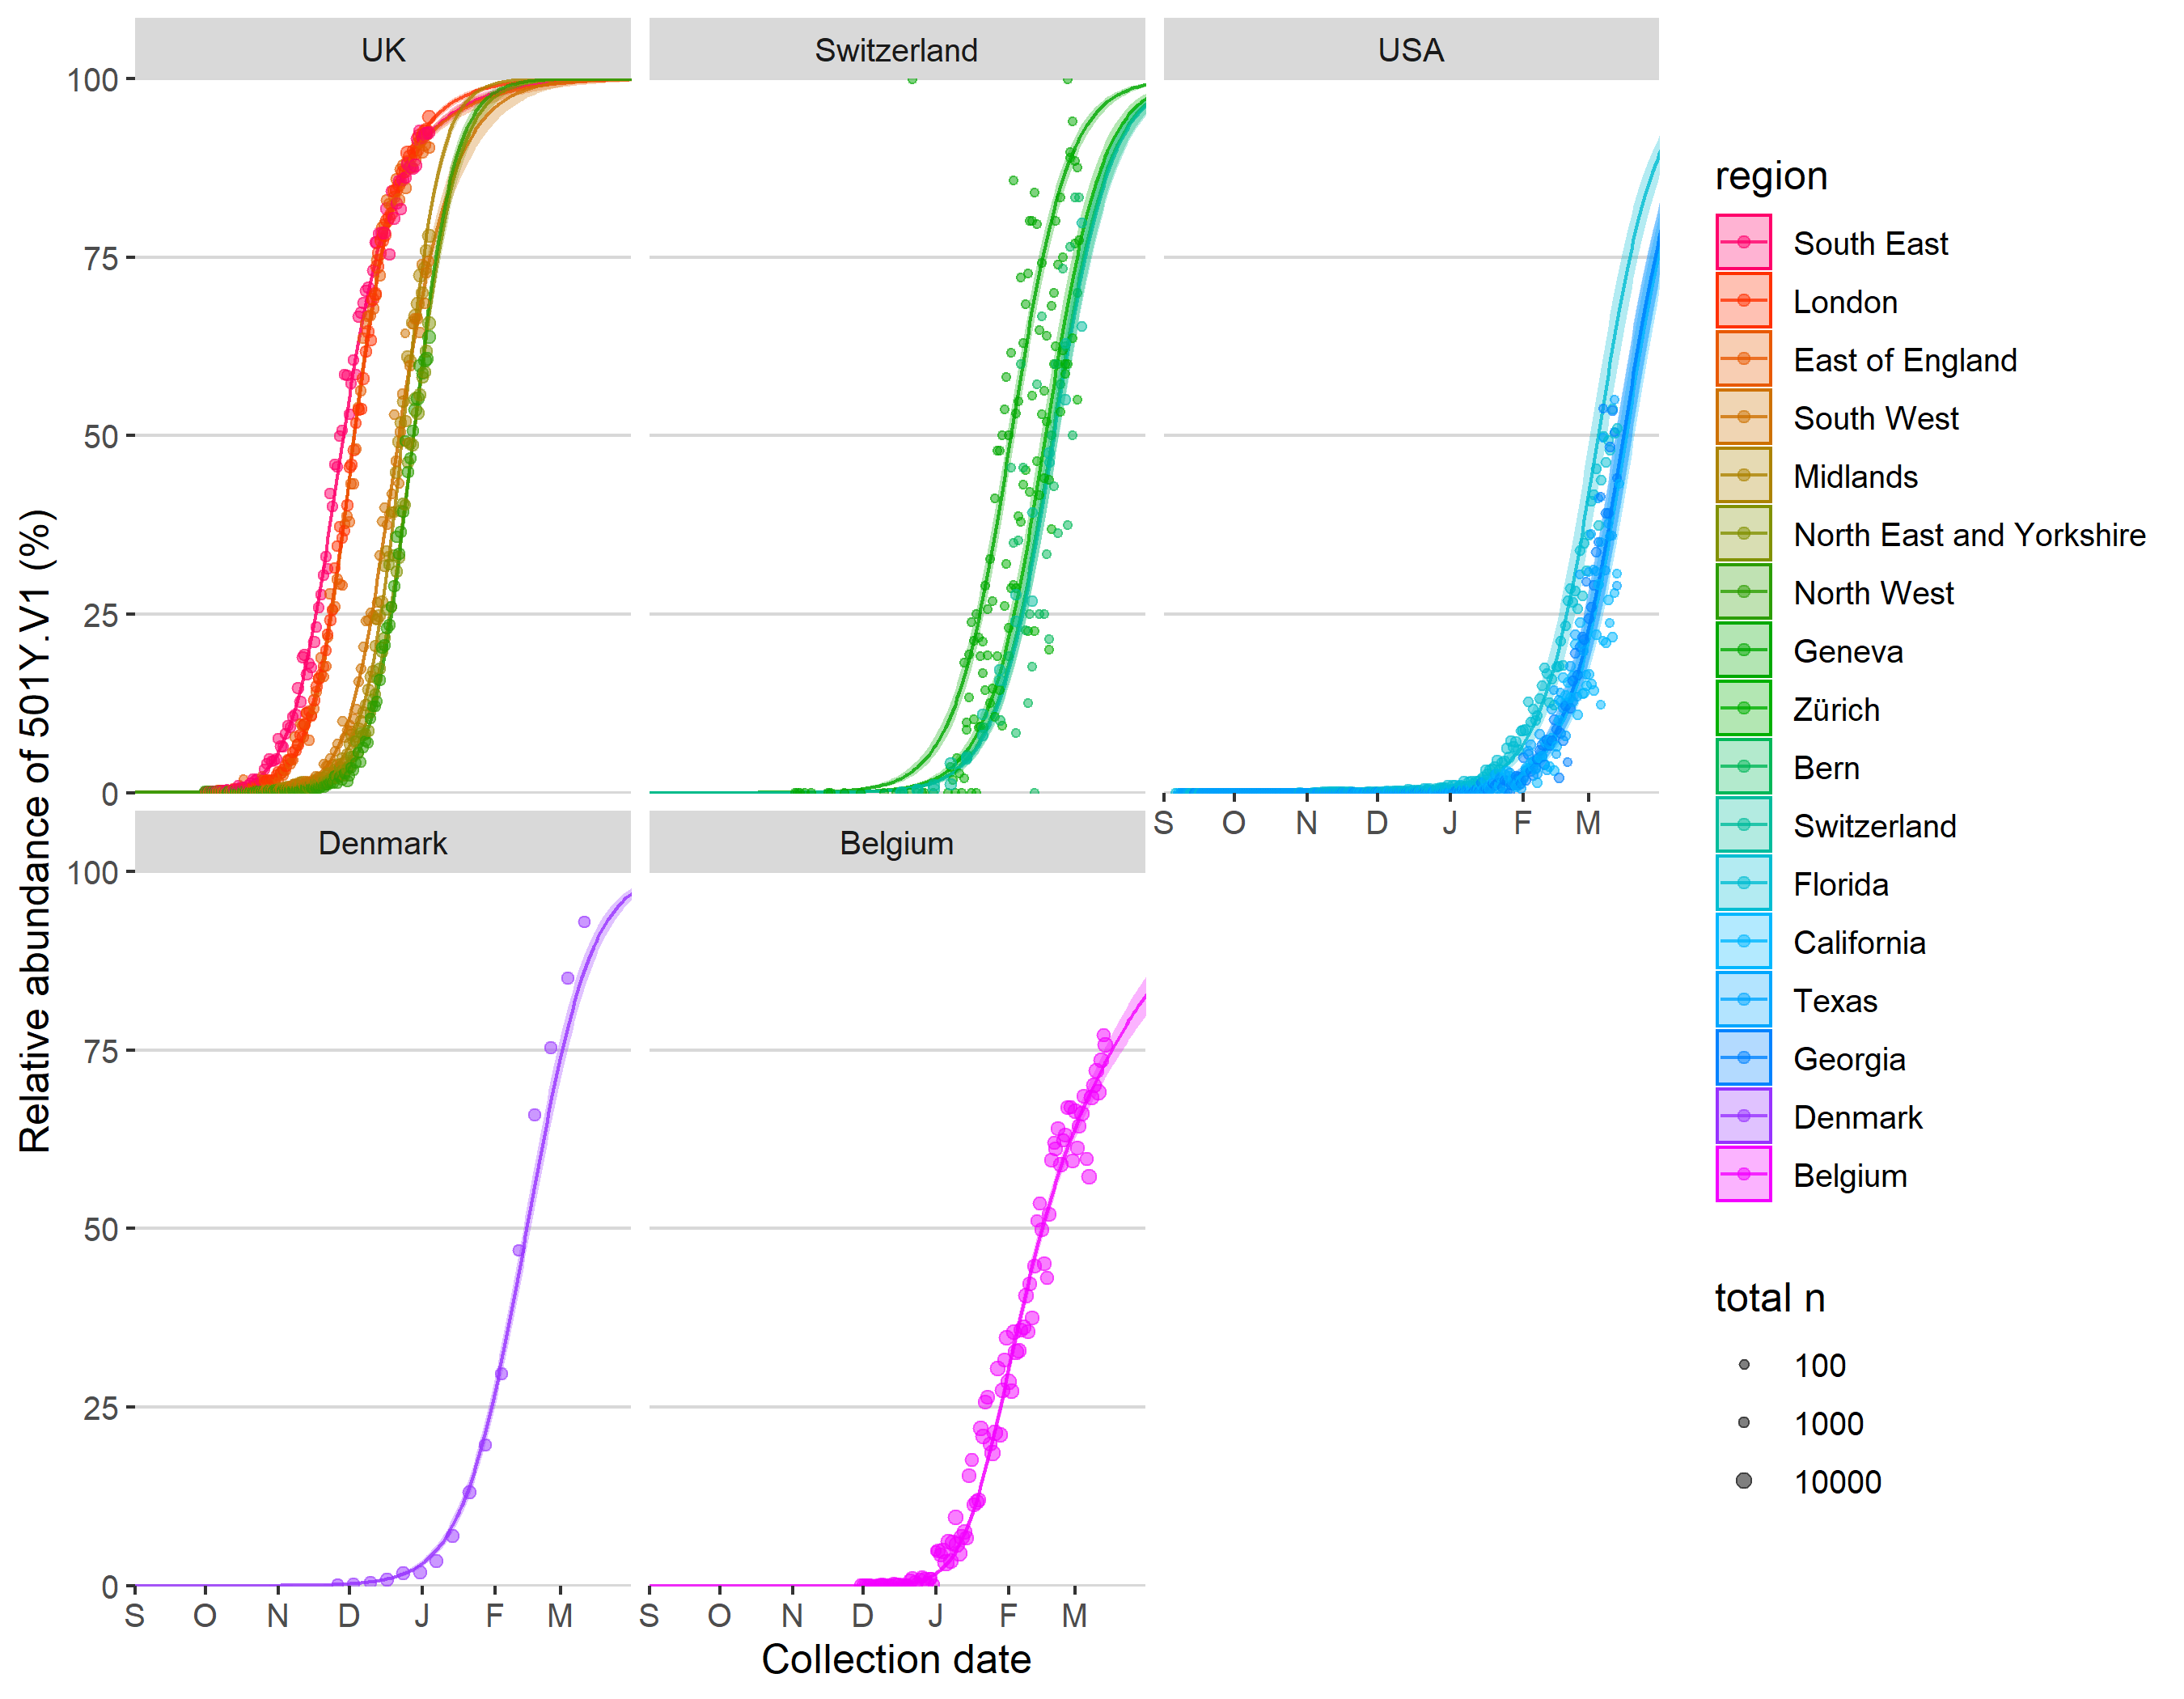 UK
Switzerland
USA
100
75
50
25
0
S O N D J F M
Denmark
Belgium
100
75
50
25
0
S O N D J F M
S O N D J F M
Collection date
Relative abundance of 501Y.V1 (%)
region
South East
London
East of England
South West
Midlands
North East and Yorkshire
North West
Geneva
Zürich
Bern
Switzerland
Florida
California
Texas
Georgia
Denmark
Belgium
total n
100
1000
10000